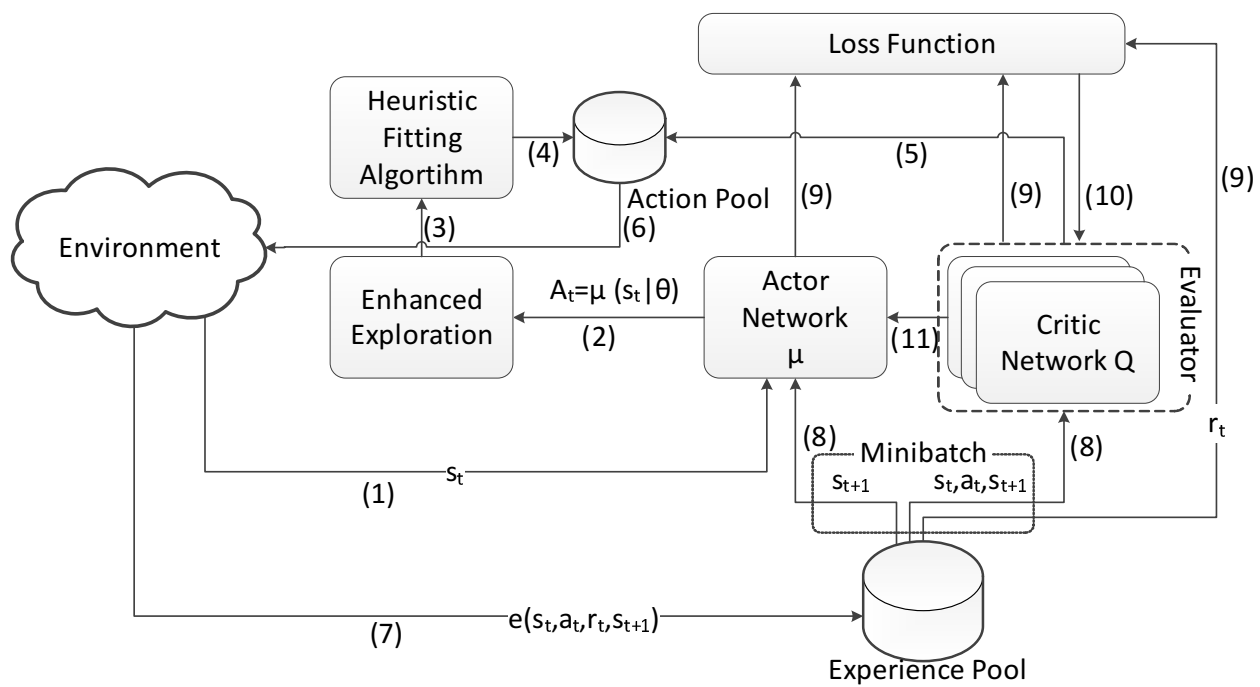 Loss Function
Heuristic
Fitting
Algortihm
(4)
(5)
(9)
(9)
(10)
(9)
Action Pool
(3)
(6)
Environment
Enhanced
Exploration
Aₜ=μ (sₜ|θ)
(2)
Actor
Network
μ
(11)
Critic
Network Q
Evaluator
rₜ
(8)
Minibatch
(8)
sₜ₊₁
sₜ,aₜ,sₜ₊₁
sₜ
(1)
(7)
e(sₜ,aₜ,rₜ,sₜ₊₁)
Experience Pool